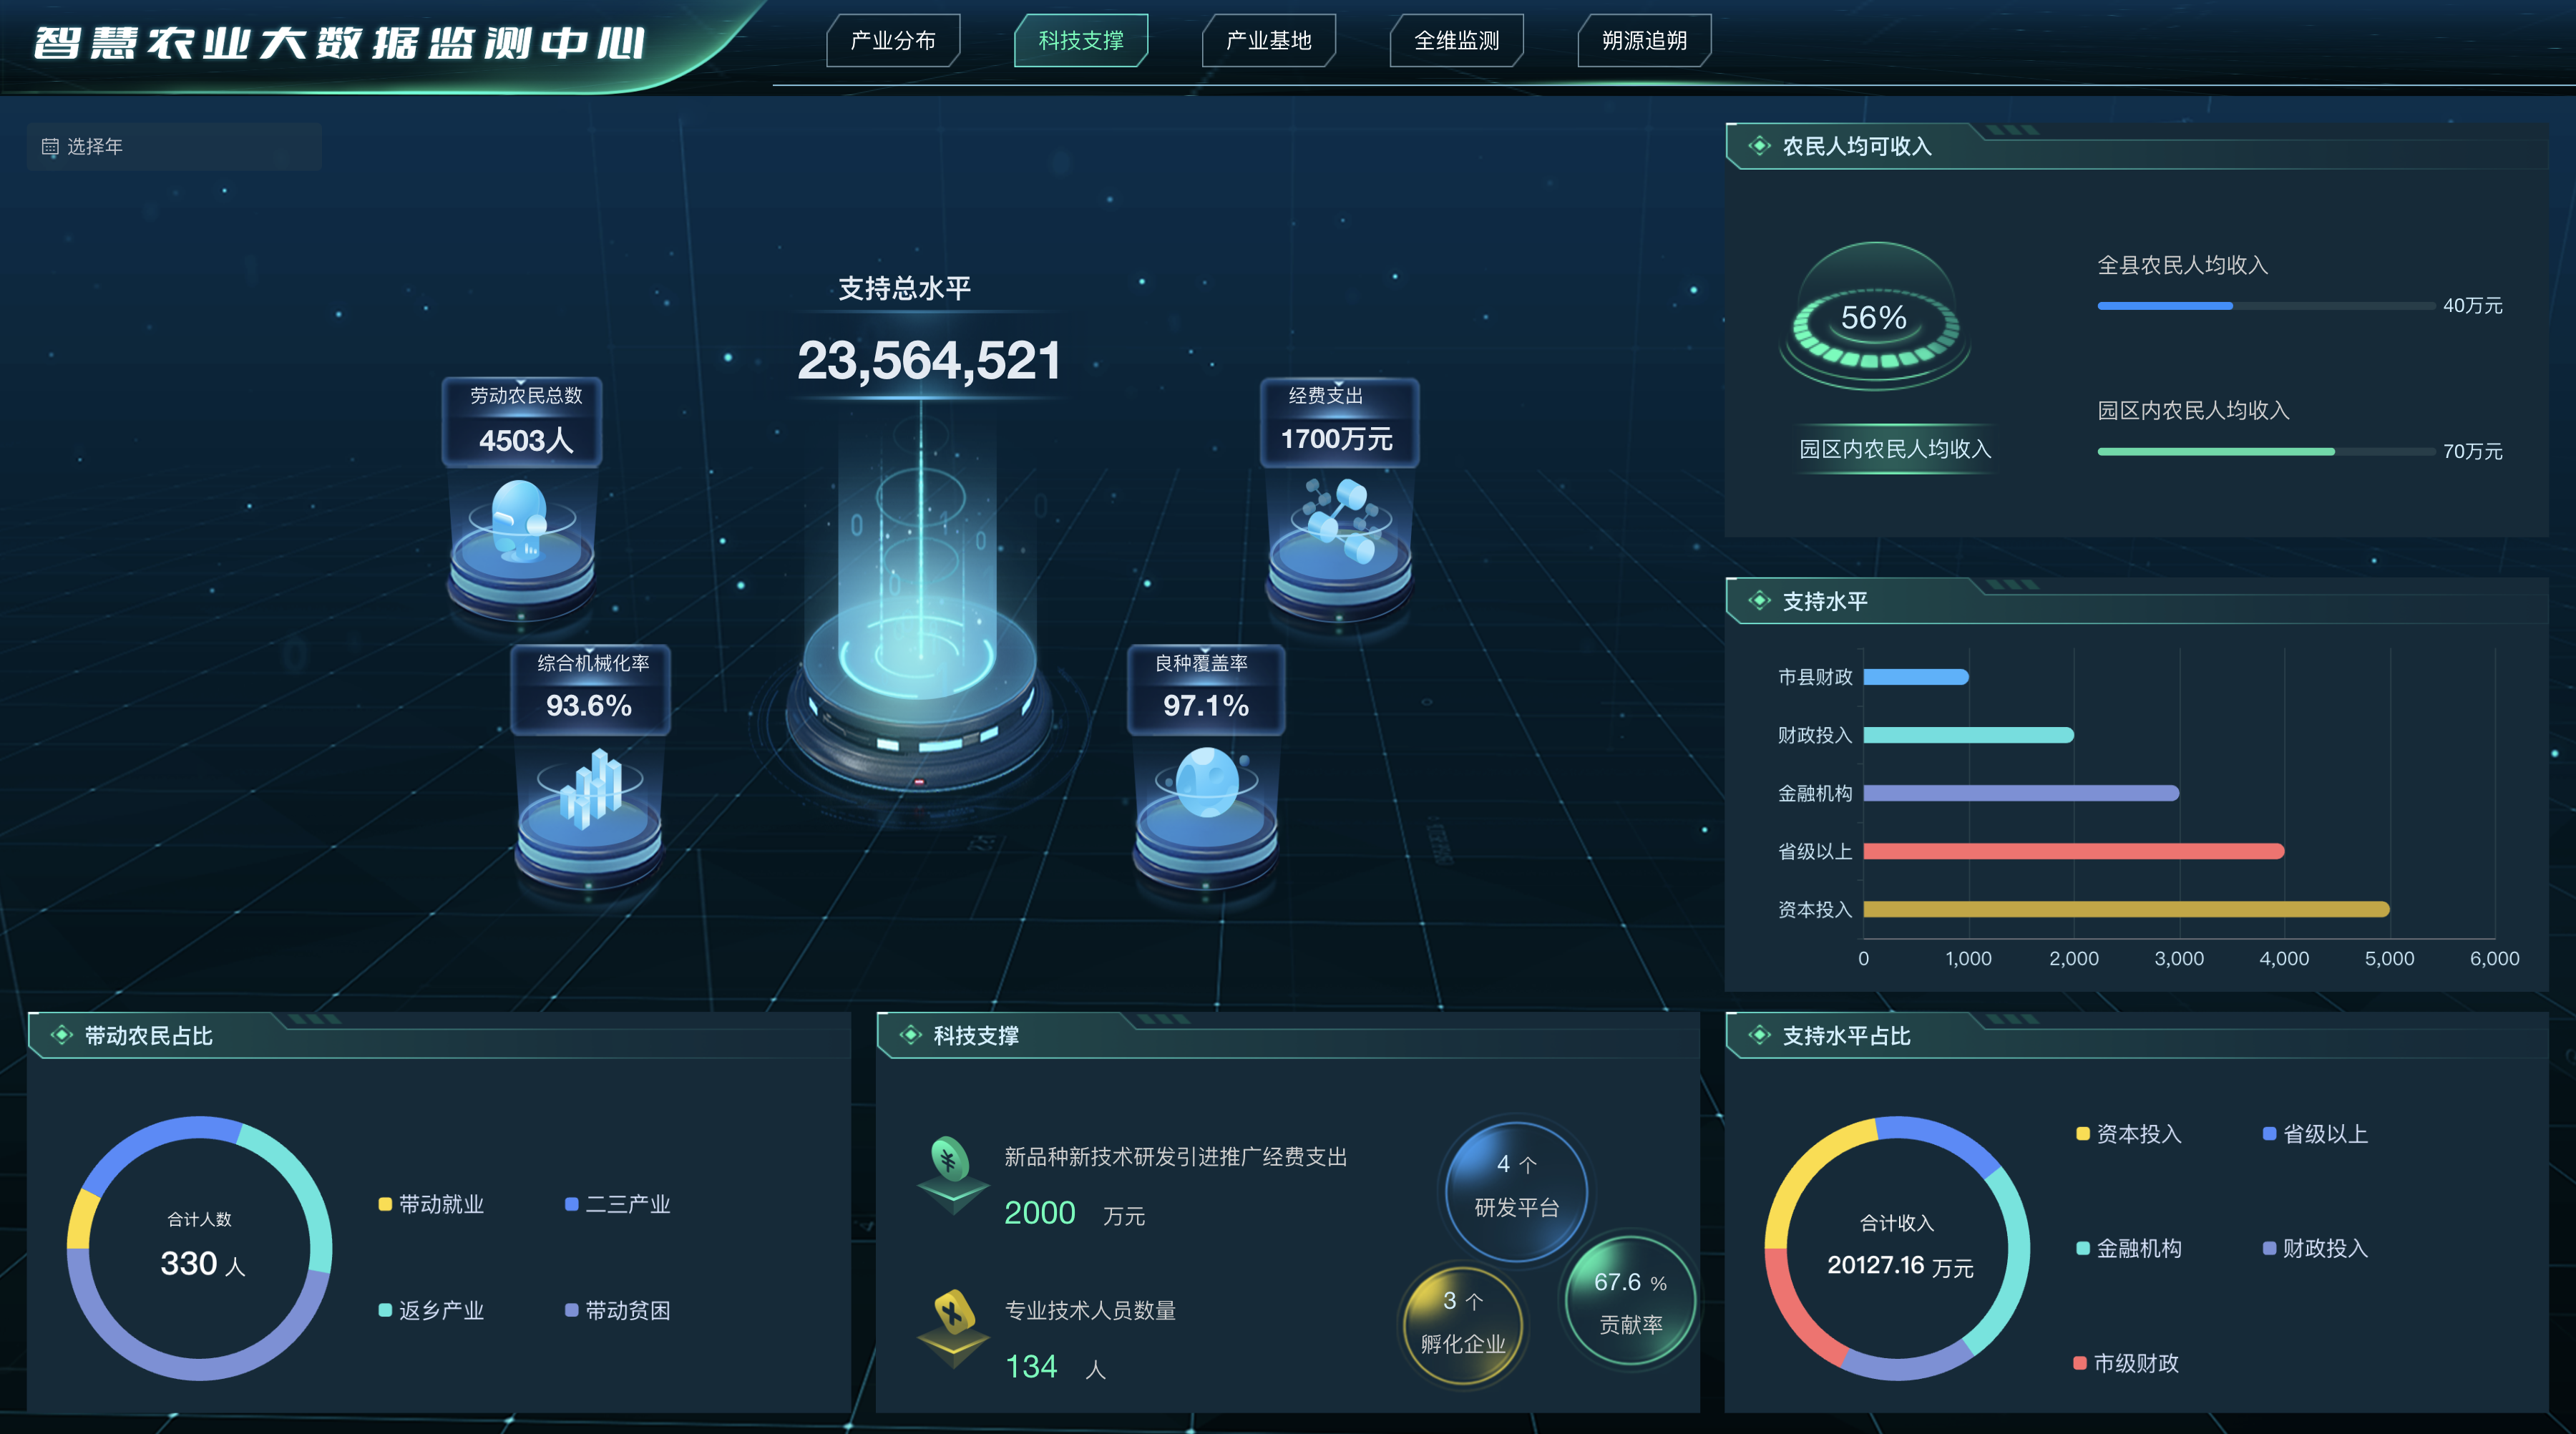 智慧农业大数据监测中心
产业分布
科技支撑
产业基地
全维监测
朔源追朔
选择年
支持总水平
23,564,521
劳动农民总数
4503人
经费支出
1700万元
综合机械化率
93.6%
良种覆盖率
97.1%
农民人均可收入
56%
园区内农民人均收入
全县农民人均收入
40万元
园区内农民人均收入
70万元
支持水平
市县财政
财政投入
金融机构
省级以上
资本投入
0 1,000 2,000 3,000 4,000 5,000 6,000
带动农民占比
合计人数
330 人
带动就业
二三产业
返乡产业
带动贫困
科技支撑
新品种新技术研发引进推广经费支出
2000 万元
专业技术人员数量
134 人
4 个
研发平台
3 个
孵化企业
67.6 %
贡献率
支持水平占比
合计收入
20127.16 万元
资本投入
省级以上
金融机构
财政投入
市级财政